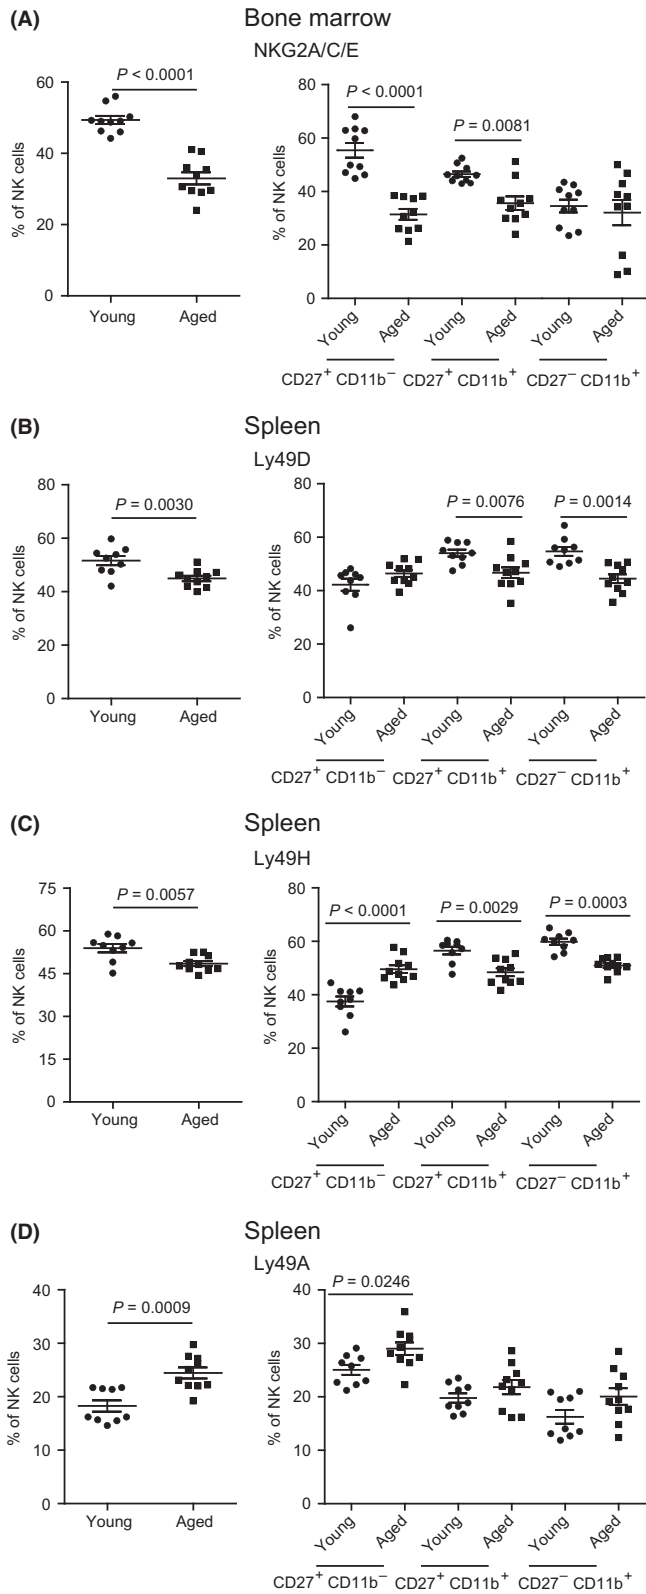 (A) Bone marrow
NKG2A/C/E
P < 0.0001
P < 0.0001
P = 0.0081
% of NK cells
60
40
20
0
Young Aged
% of NK cells
80
60
40
20
0
Young Aged Young Aged Young Aged
CD27⁺ CD11b⁻ CD27⁺ CD11b⁺ CD27⁻ CD11b⁺
(B) Spleen
Ly49D
P = 0.0030
P = 0.0076
P = 0.0014
% of NK cells
80
60
40
20
0
Young Aged
% of NK cells
80
60
40
20
0
Young Aged Young Aged Young Aged
CD27⁺ CD11b⁻ CD27⁺ CD11b⁺ CD27⁻ CD11b⁺
(C) Spleen
Ly49H
P = 0.0057
P < 0.0001
P = 0.0029
P = 0.0003
% of NK cells
75
60
45
30
15
0
Young Aged
% of NK cells
80
60
40
20
0
Young Aged Young Aged Young Aged
CD27⁺ CD11b⁻ CD27⁺ CD11b⁺ CD27⁻ CD11b⁺
(D) Spleen
Ly49A
P = 0.0009
P = 0.0246
% of NK cells
40
30
20
10
0
Young Aged
% of NK cells
40
30
20
10
0
Young Aged Young Aged Young Aged
CD27⁺ CD11b⁻ CD27⁺ CD11b⁺ CD27⁻ CD11b⁺